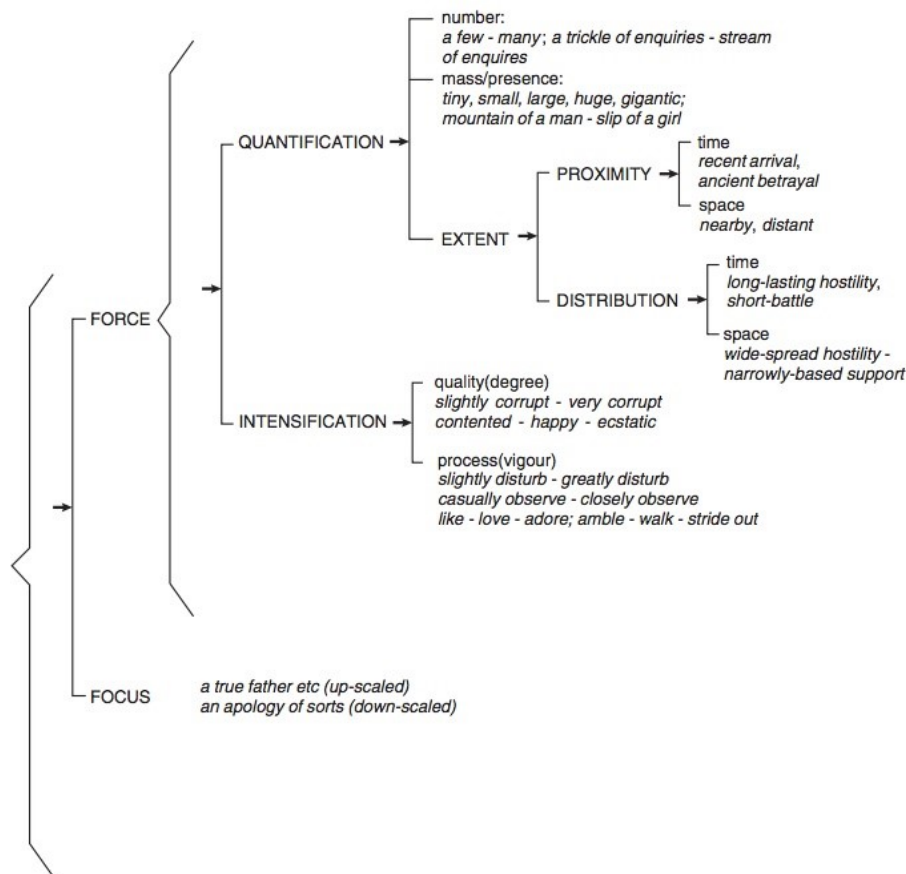 number:
a few - many; a trickle of enquiries - stream
of enquires
mass/presence:
tiny, small, large, huge, gigantic;
mountain of a man - slip of a girl
QUANTIFICATION
time
recent arrival,
ancient betrayal
PROXIMITY
space
nearby, distant
EXTENT
time
long-lasting hostility,
short-battle
DISTRIBUTION
space
wide-spread hostility -
narrowly-based support
FORCE
quality(degree)
slightly corrupt - very corrupt
contented - happy - ecstatic
INTENSIFICATION
process(vigour)
slightly disturb - greatly disturb
casually observe - closely observe
like - love - adore; amble - walk - stride out
FOCUS
a true father etc (up-scaled)
an apology of sorts (down-scaled)